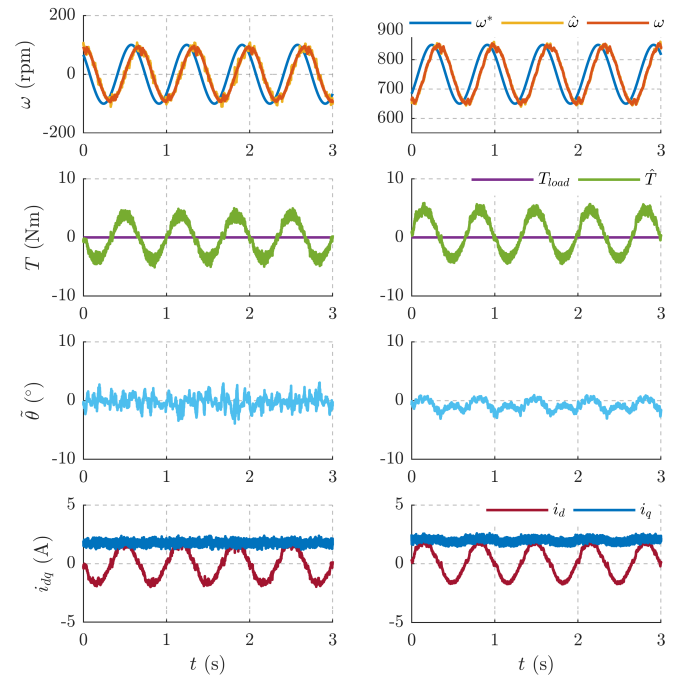 200
0
-200
ω (rpm)
0 1 2 3
900
800
700
600
ω* ω̂ ω
0 1 2 3
10
0
-10
T (Nm)
0 1 2 3
10
0
-10
T_load T̂
0 1 2 3
10
0
-10
θ̃ (°)
0 1 2 3
10
0
-10
0 1 2 3
5
0
-5
i_dq (A)
0 1 2 3
t (s)
5
0
-5
i_d i_q
0 1 2 3
t (s)